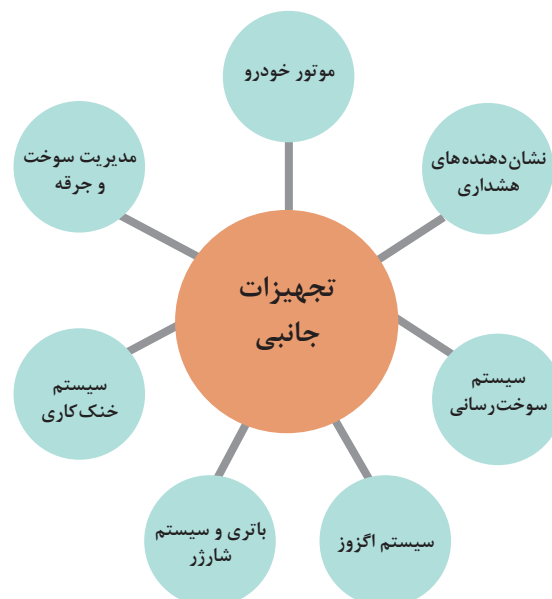 موتور خودرو
نشان‌دهنده‌های
هشداری
مدیریت سوخت
و جرقه
تجهیزات
جانبی
سیستم
سوخت‌رسانی
سیستم
خنک‌کاری
باتری و سیستم
شارژر
سیستم اگزوز